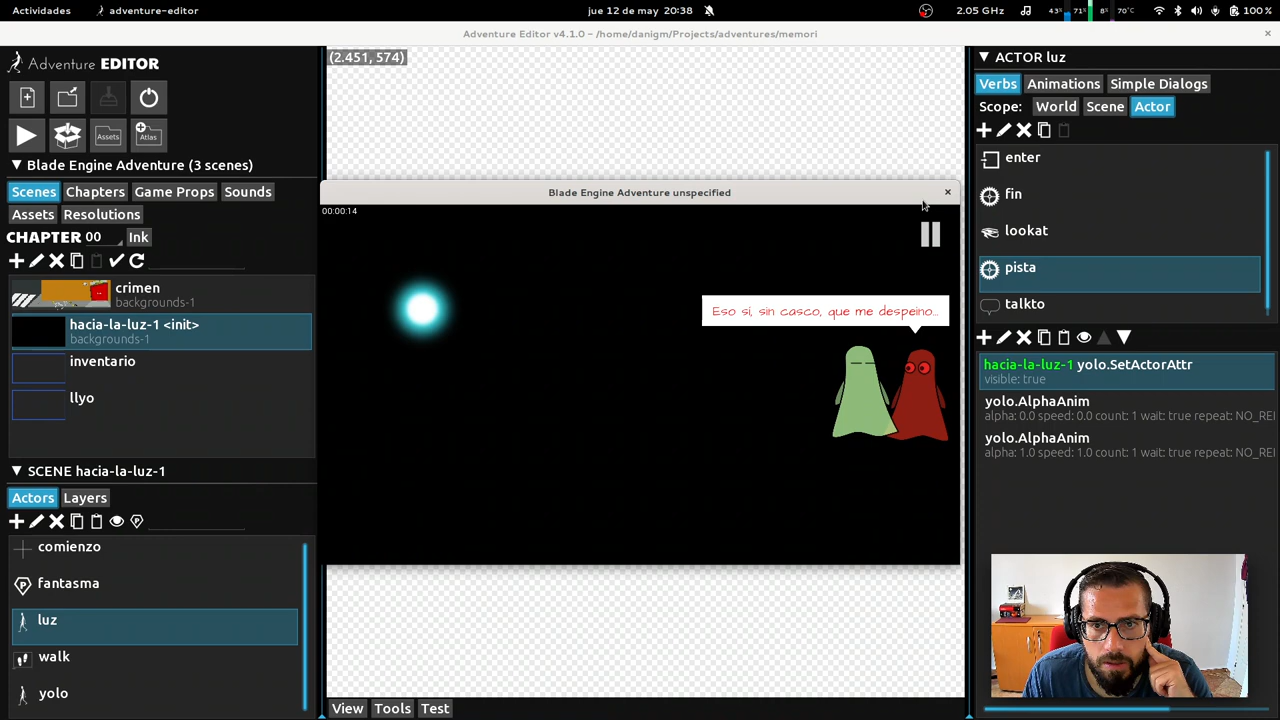 Actividades adventure-editor jue 12 de may 20:38 2.05 GHz 43% 71% 8% 70°C 100 %
Adventure Editor v4.1.0 - /home/danigm/Projects/adventures/memori ×
Adventure EDITOR
(2.451, 574)
▼ ACTOR luz
Verbs Animations Simple Dialogs
Scope: World Scene Actor
Assets Atlas
▼ Blade Engine Adventure (3 scenes)
Scenes Chapters Game Props Sounds
Assets Resolutions
CHAPTER 00 Ink
crimen
backgrounds-1
hacia-la-luz-1 <init>
backgrounds-1
inventario
llyo
▼ SCENE hacia-la-luz-1
Actors Layers
comienzo
fantasma
luz
walk
yolo
Blade Engine Adventure unspecified ×
00:00:14
Eso sí, sin casco, que me despeino...
View Tools Test
enter
fin
lookat
pista
talkto
hacia-la-luz-1 yolo.SetActorAttr
visible: true
yolo.AlphaAnim
alpha: 0.0 speed: 0.0 count: 1 wait: true repeat: NO_REI
yolo.AlphaAnim
alpha: 1.0 speed: 1.0 count: 1 wait: true repeat: NO_REI